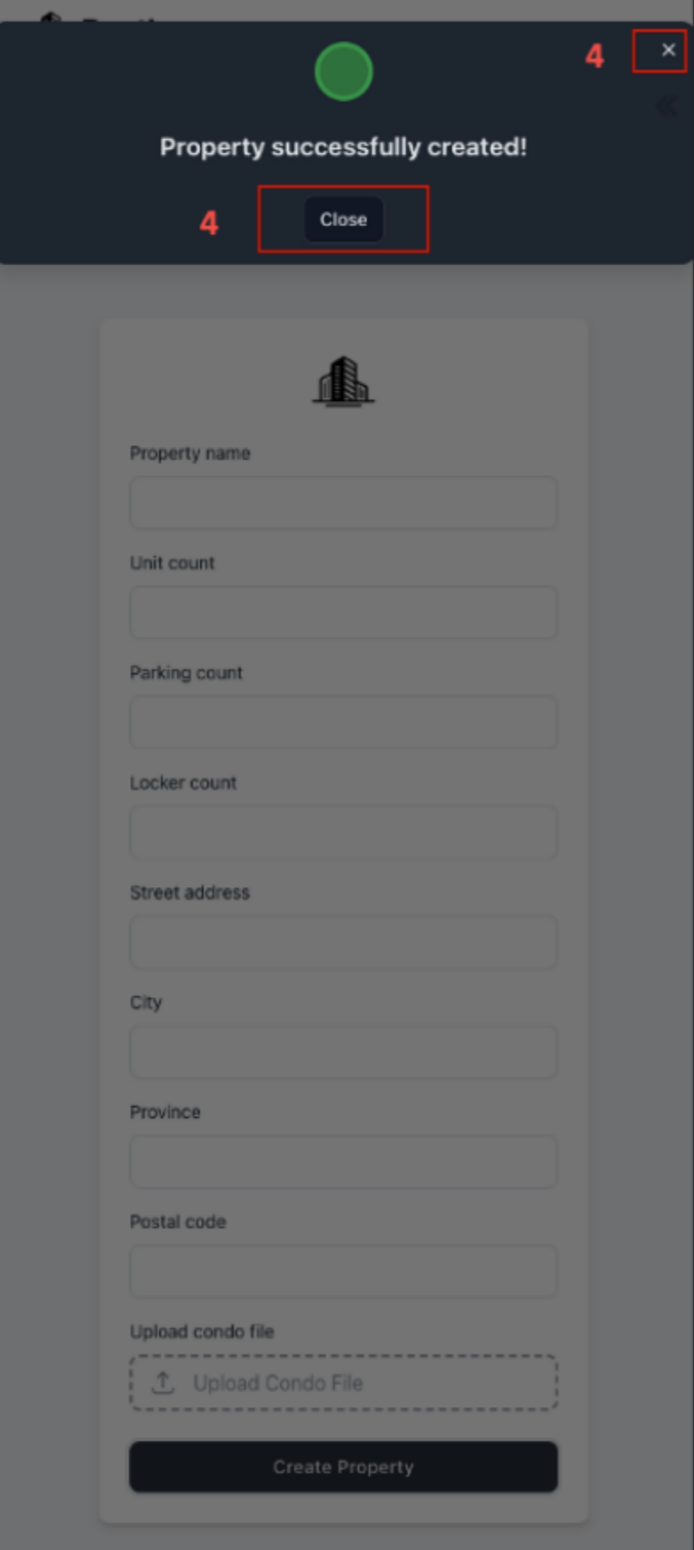 4
×
Property successfully created!
4
Close
Property name
Unit count
Parking count
Locker count
Street address
City
Province
Postal code
Upload condo file
Upload Condo File
Create Property